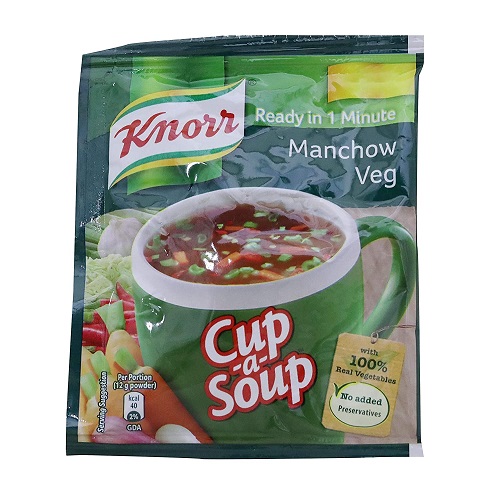 Knorr
Ready in 1 Minute
Manchow
Veg
Cup
-a-
Soup
with
100%
Real Vegetables
No added
Preservatives
Per Portion
(12 g powder)
kcal
40
2%
GDA
Serving Suggestion